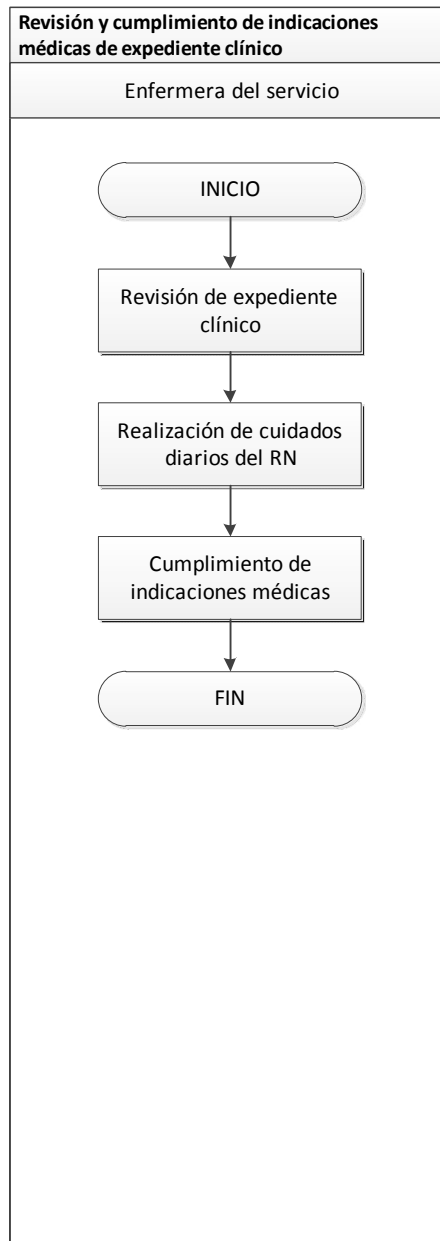 Revisión y cumplimiento de indicaciones
médicas de expediente clínico
Enfermera del servicio
INICIO
Revisión de expediente
clínico
Realización de cuidados
diarios del RN
Cumplimiento de
indicaciones médicas
FIN